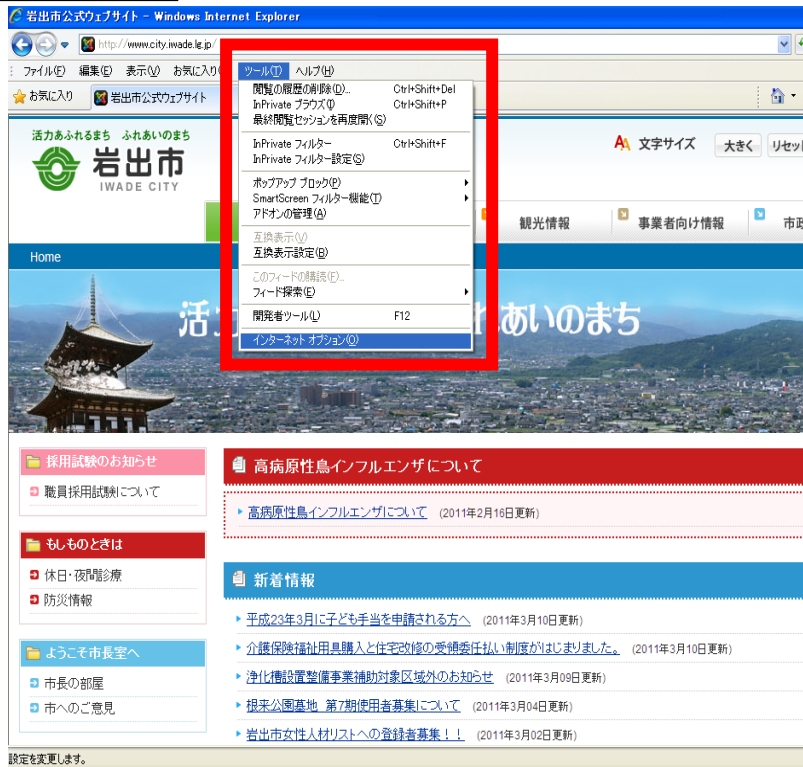 岩出市公式ウェブサイト - Windows Internet Explorer
http://www.city.iwade.lg.jp/
ファイル(F) 編集(E) 表示(V) お気に入り( ツール(T) ヘルプ(H)
お気に入り 岩出市公式ウェブサイト
閲覧の履歴の削除(D)... Ctrl+Shift+Del
InPrivate ブラウズ(I) Ctrl+Shift+P
最終閲覧セッションを再度開く(S)
InPrivate フィルター Ctrl+Shift+F
InPrivate フィルター設定(S)
ポップアップ ブロック(P)
SmartScreen フィルター機能(T)
アドオンの管理(A)
互換表示(V)
互換表示設定(B)
このフィードの購読(F)...
フィード探索(E)
開発者ツール(L) F12
インターネット オプション(O)
活力あふれるまち ふれあいのまち
岩出市
IWADE CITY
AA 文字サイズ 大きく リセッ
観光情報 事業者向け情報 市政
Home
活 あいのまち
採用試験のお知らせ
職員採用試験について
もしものときは
休日・夜間診療
防災情報
ようこそ市長室へ
市長の部屋
市へのご意見
高病原性鳥インフルエンザについて
高病原性鳥インフルエンザについて (2011年2月16日更新)
新着情報
平成23年3月に子ども手当を申請される方へ (2011年3月10日更新)
介護保険福祉用具購入と住宅改修の受領委任払い制度がはじまりました。 (2011年3月10日更新)
浄化槽設置整備事業補助対象区域外のお知らせ (2011年3月09日更新)
根来公園墓地 第7期使用者募集について (2011年3月04日更新)
岩出市女性人材リストへの登録者募集！！ (2011年3月02日更新)
設定を変更します。